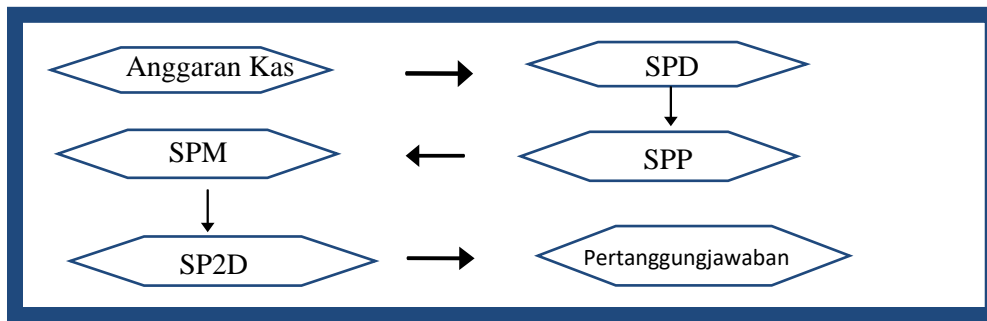 Anggaran Kas
SPD
SPM
SPP
SP2D
Pertanggungjawaban